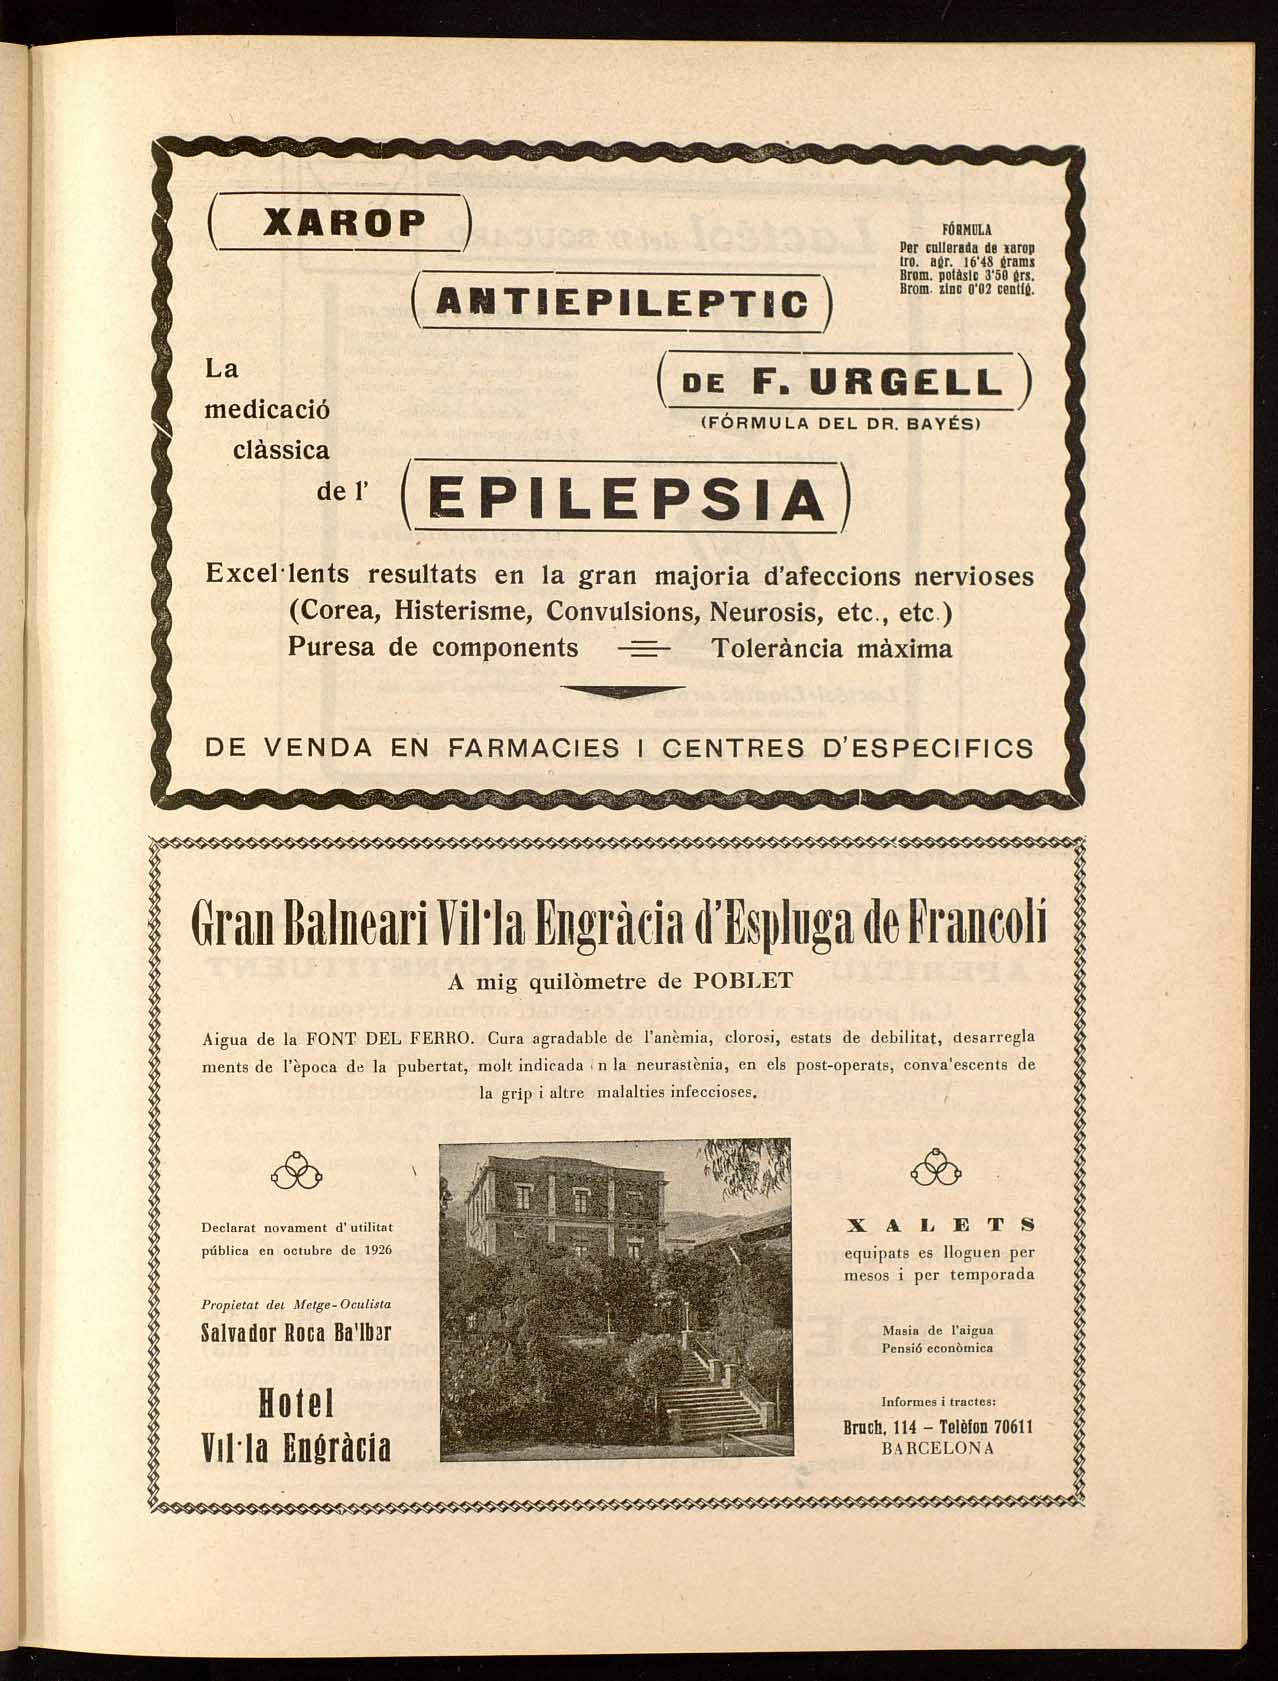 XAROP
ANTIEPILEPTIC
DE F. URGELL
(FÓRMULA DEL DR. BAYÉS)
FÓRMULA
Per cullerada de xarop
tro. agr. 16'48 grams
Brom. potàsic 3'50 grs.
Brom. zinc 0'02 centíg.
La
medicació
clàssica
de l'
EPILEPSIA
Excel·lents resultats en la gran majoria d'afeccions nervioses
(Corea, Histerisme, Convulsions, Neurosis, etc., etc.)
Puresa de components
Tolerància màxima
DE VENDA EN FARMACIES I CENTRES D'ESPECIFICS
Gran Balneari Vil·la Engràcia d'Espluga de Francolí
A mig quilòmetre de POBLET
Aigua de la FONT DEL FERRO. Cura agradable de l'anèmia, clorosi, estats de debilitat, desarregla
ments de l'època de la pubertat, molt indicada n la neurastènia, en els post-operats, conva'escents de
la grip i altre malalties infeccioses.
Declarat novament d'utilitat
pública en octubre de 1926
Propietat del Metge-Oculista
Salvador Roca Ba'lbar
Hotel
Vil·la Engràcia
XALETS
equipats es lloguen per
mesos i per temporada
Masia de l'aigua
Pensió econòmica
Informes i tractes:
Bruch, 114 - Telèfon 70611
BARCELONA